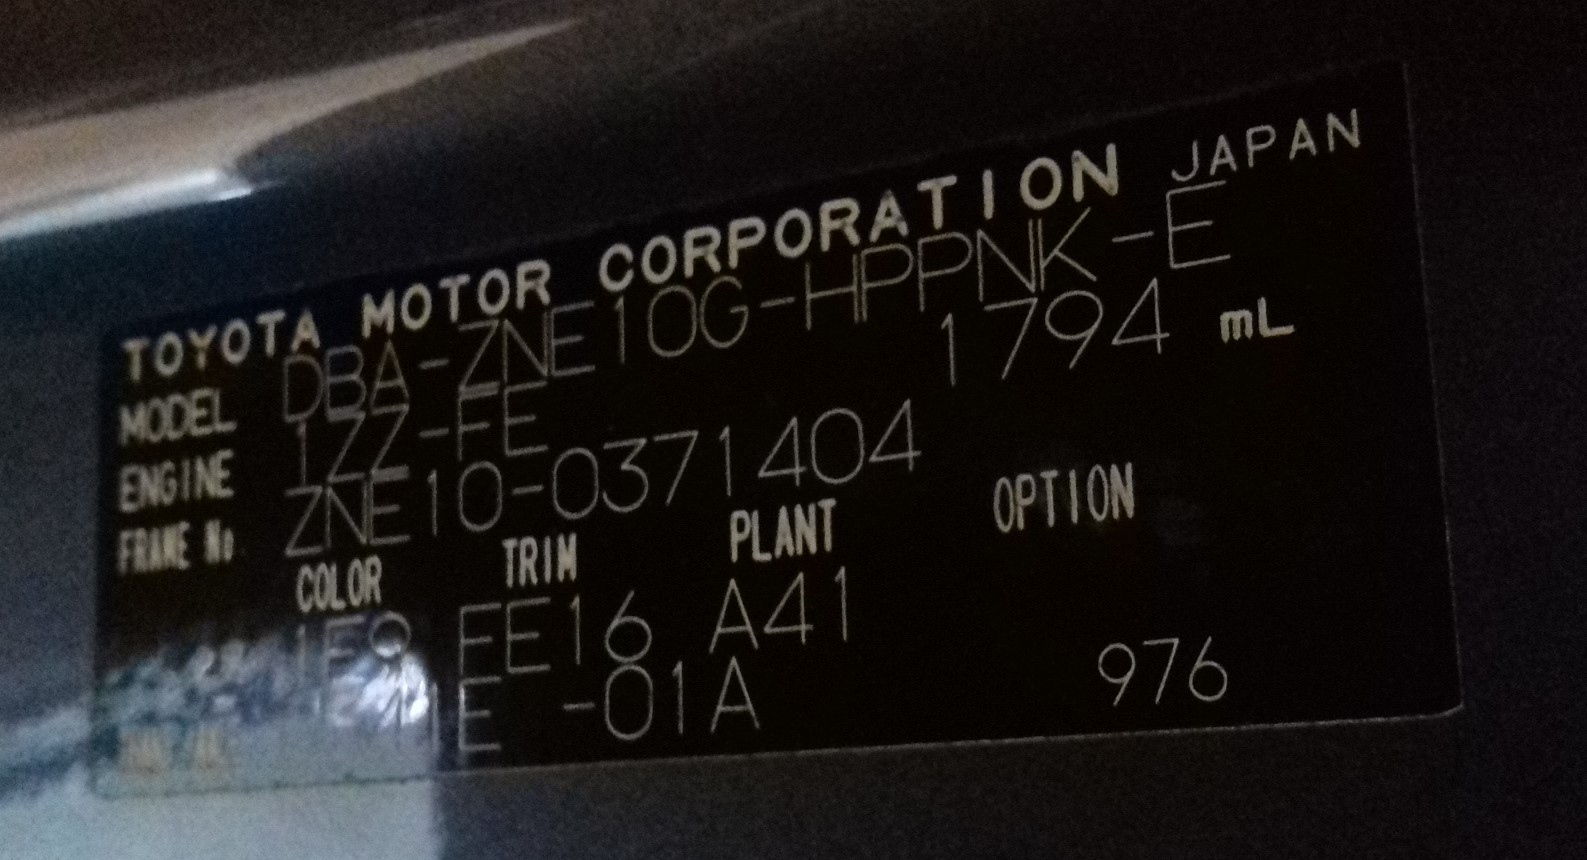 TOYOTA MOTOR CORPORATION JAPAN
MODEL DBA-ZNE10G-HPPNK-E
ENGINE 1ZZ-FE 1794 mL
FRAME No ZNE10-0371404
COLOR TRIM PLANT OPTION
1E9 FE16 A41
-01A 976